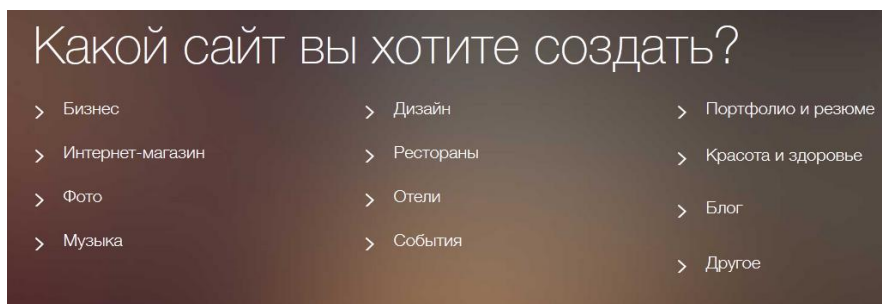 Какой сайт вы хотите создать?
Бизнес
Интернет-магазин
Фото
Музыка
Дизайн
Рестораны
Отели
События
Портфолио и резюме
Красота и здоровье
Блог
Другое